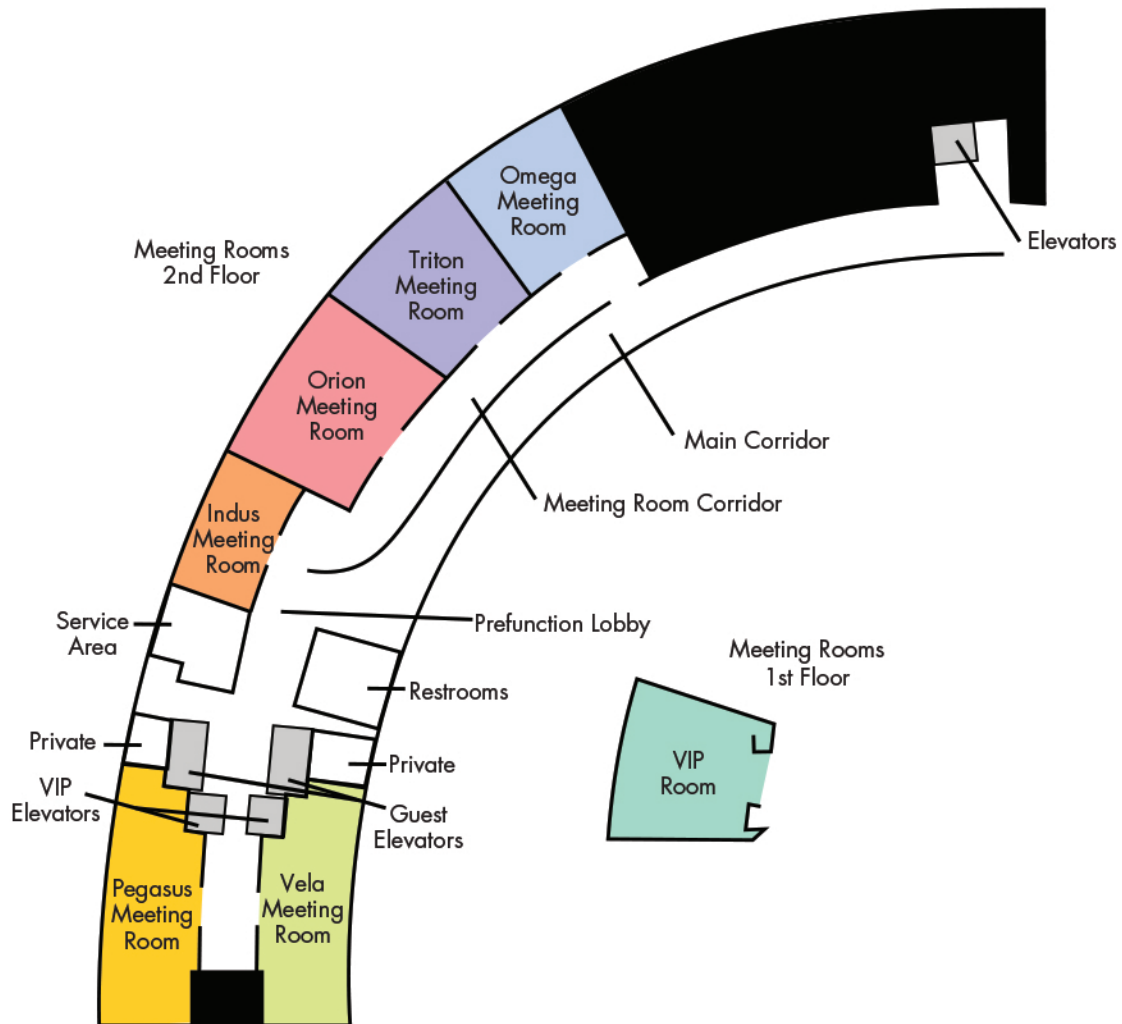 Omega
Meeting
Room
Elevators
Meeting Rooms
2nd Floor
Triton
Meeting
Room
Orion
Meeting
Room
Main Corridor
Meeting Room Corridor
Indus
Meeting
Room
Service
Area
Prefunction Lobby
Meeting Rooms
1st Floor
Restrooms
Private
Private
VIP
Room
VIP
Elevators
Guest
Elevators
Pegasus
Meeting
Room
Vela
Meeting
Room